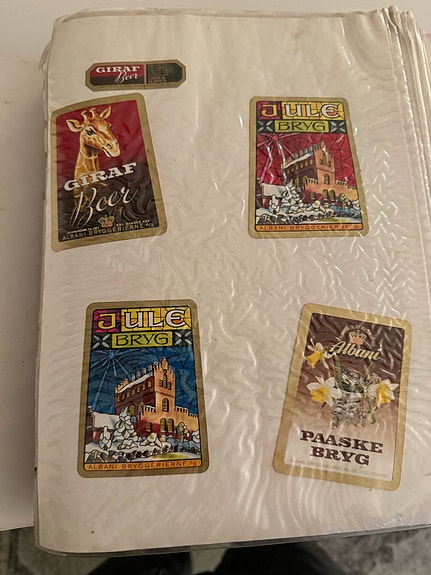 GIRAF
Beer
GIRAF
Beer
ALBANI BRYGGERIERNE A/S
JULE
BRYG
ALBANI BRYGGERIERNE A/S
JULE
BRYG
ALBANI BRYGGERIERNE A/S
Albani
PAASKE
BRYG